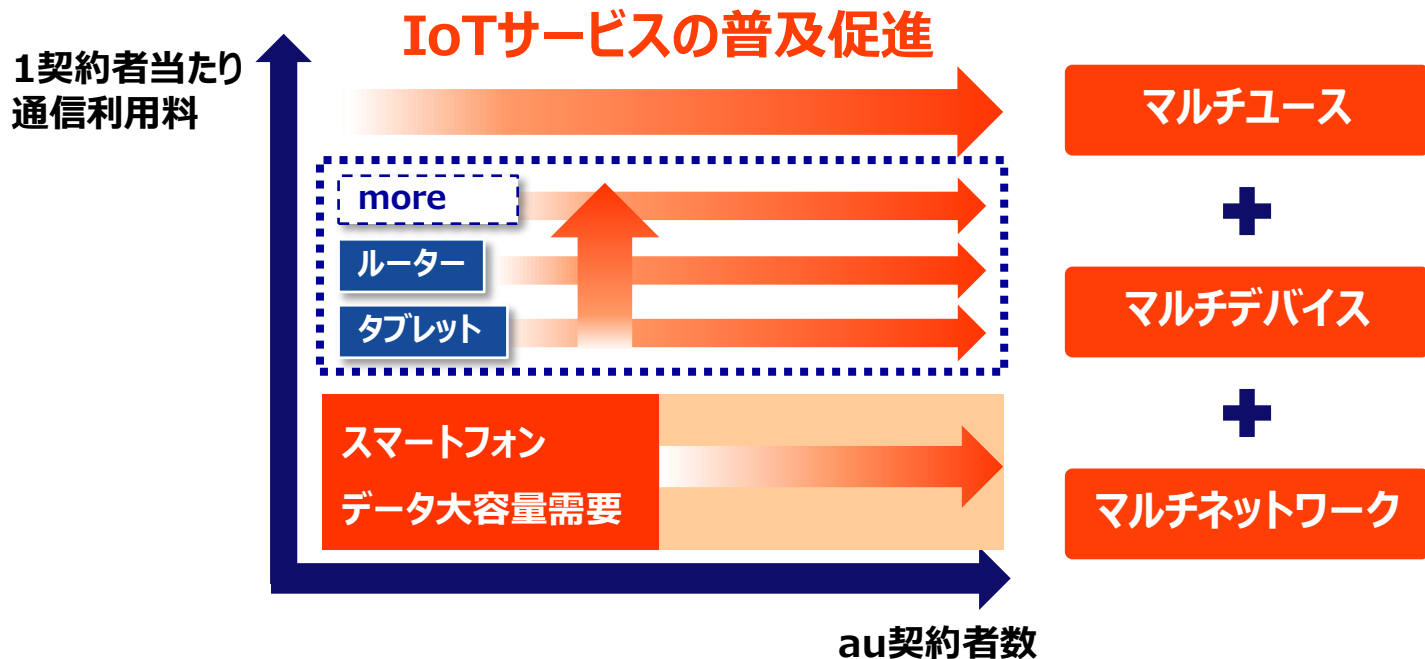 IoTサービスの普及促進
1契約者当たり
通信利用料
マルチユース
more
ルーター
タブレット
マルチデバイス
スマートフォン
データ大容量需要
マルチネットワーク
au契約者数